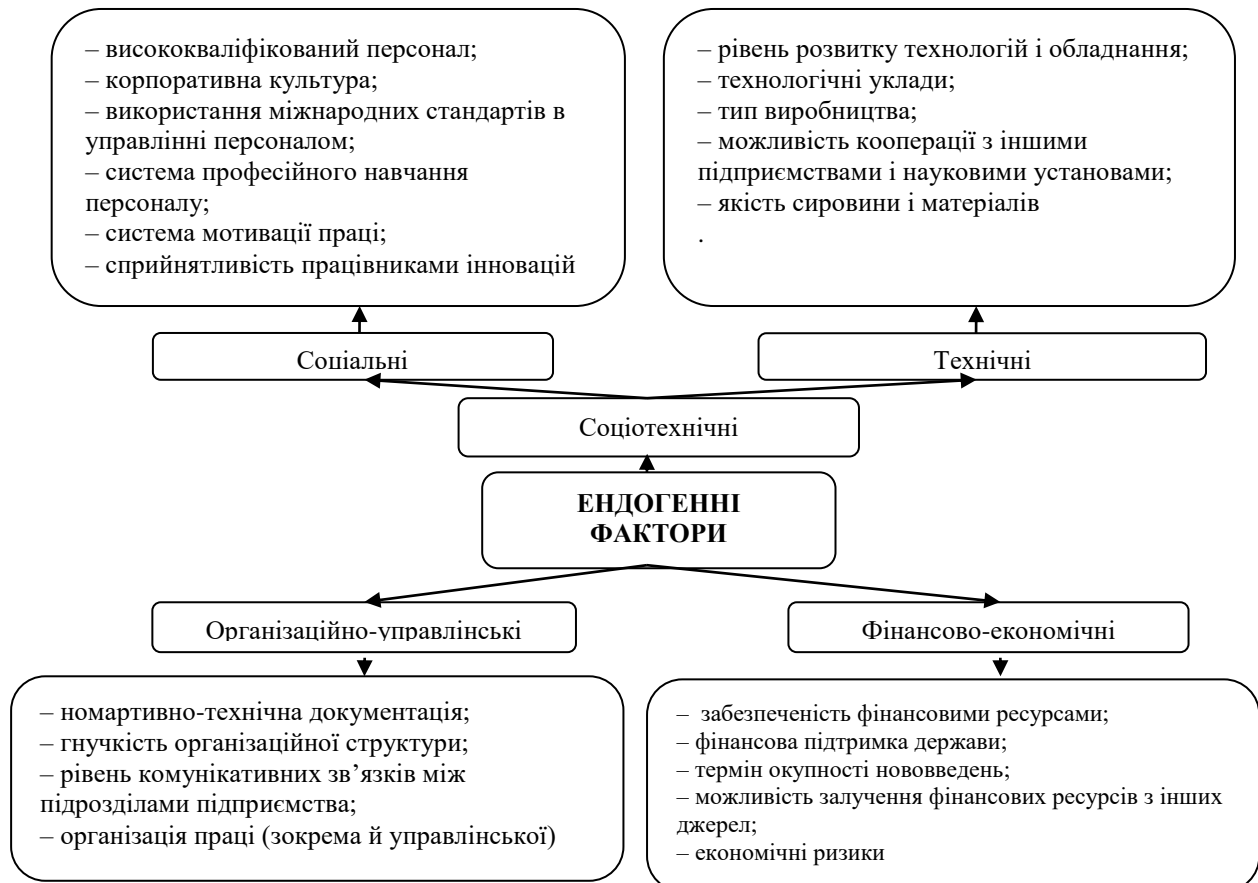 – висококваліфікований персонал;
– корпоративна культура;
– використання міжнародних стандартів в
управлінні персоналом;
– система професійного навчання
персоналу;
– система мотивації праці;
– сприйнятливість працівниками інновацій
– рівень розвитку технологій і обладнання;
– технологічні уклади;
– тип виробництва;
– можливість кооперації з іншими
підприємствами і науковими установами;
– якість сировини і матеріалів
.
Соціальні
Технічні
Соціотехнічні
ЕНДОГЕННІ
ФАКТОРИ
Організаційно-управлінські
Фінансово-економічні
– номартивно-технічна документація;
– гнучкість організаційної структури;
– рівень комунікативних зв’язків між
підрозділами підприємства;
– організація праці (зокрема й управлінської)
– забезпеченість фінансовими ресурсами;
– фінансова підтримка держави;
– термін окупності нововведень;
– можливість залучення фінансових ресурсів з інших
джерел;
– економічні ризики